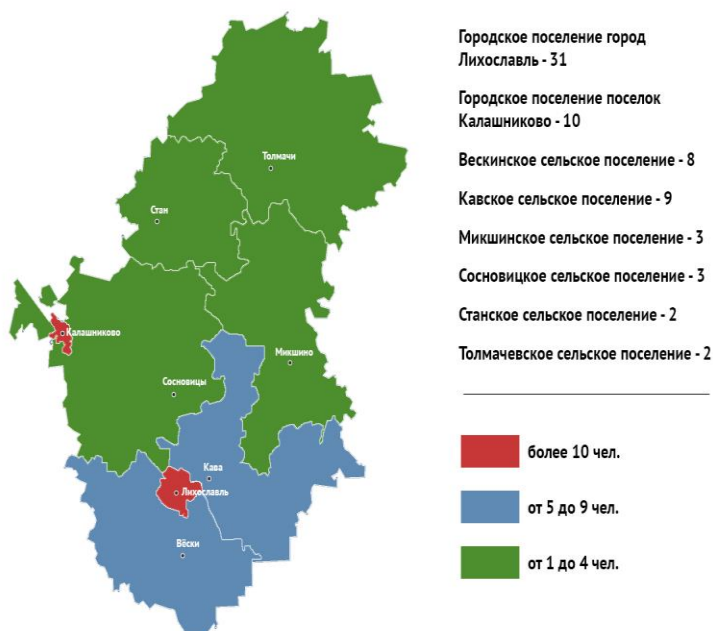 Городское поселение город
Лихославль - 31
Городское поселение поселок
Калашниково - 10
Вескинское сельское поселение - 8
Кавское сельское поселение - 9
Микшинское сельское поселение - 3
Сосновицкое сельское поселение - 3
Станское сельское поселение - 2
Толмачевское сельское поселение - 2
более 10 чел.
от 5 до 9 чел.
от 1 до 4 чел.
Толмачи
Стан
Калашниково
Микшино
Сосновицы
Кава
Лихославль
Вёски